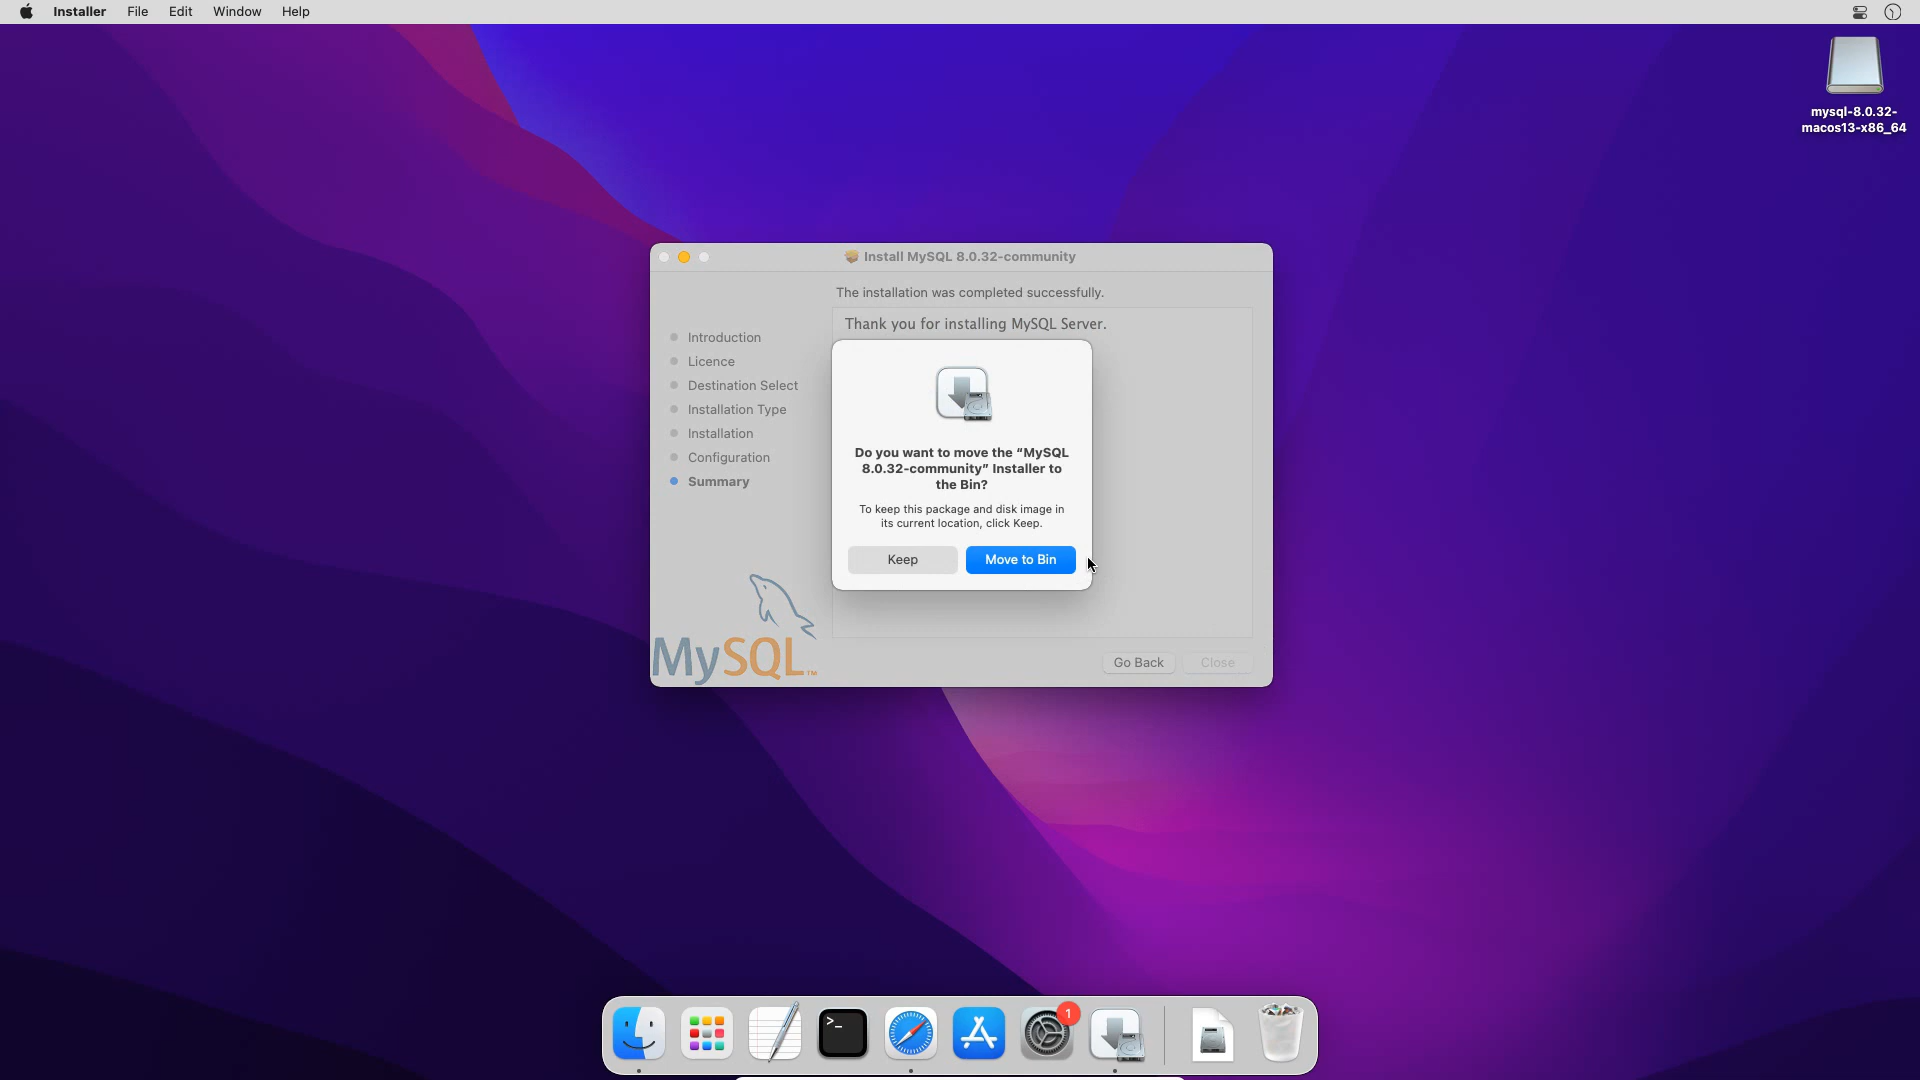 Installer File Edit Window Help
mysql-8.0.32-
macos13-x86_64
Install MySQL 8.0.32-community
The installation was completed successfully.
Thank you for installing MySQL Server.
Introduction
Licence
Destination Select
Installation Type
Installation
Configuration
Summary
Do you want to move the “MySQL
8.0.32-community” Installer to
the Bin?
To keep this package and disk image in
its current location, click Keep.
Keep Move to Bin
MySQL™
Go Back Close
>_
1